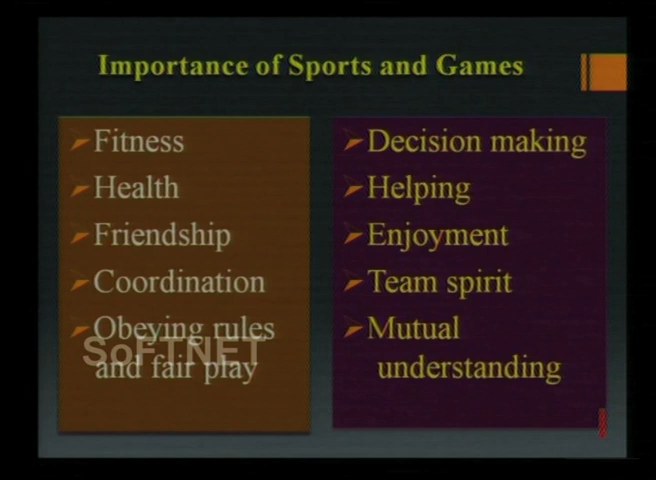 Importance of Sports and Games
Fitness
Health
Friendship
Coordination
Obeying rules
and fair play
SoFTNET
Decision making
Helping
Enjoyment
Team spirit
Mutual
understanding